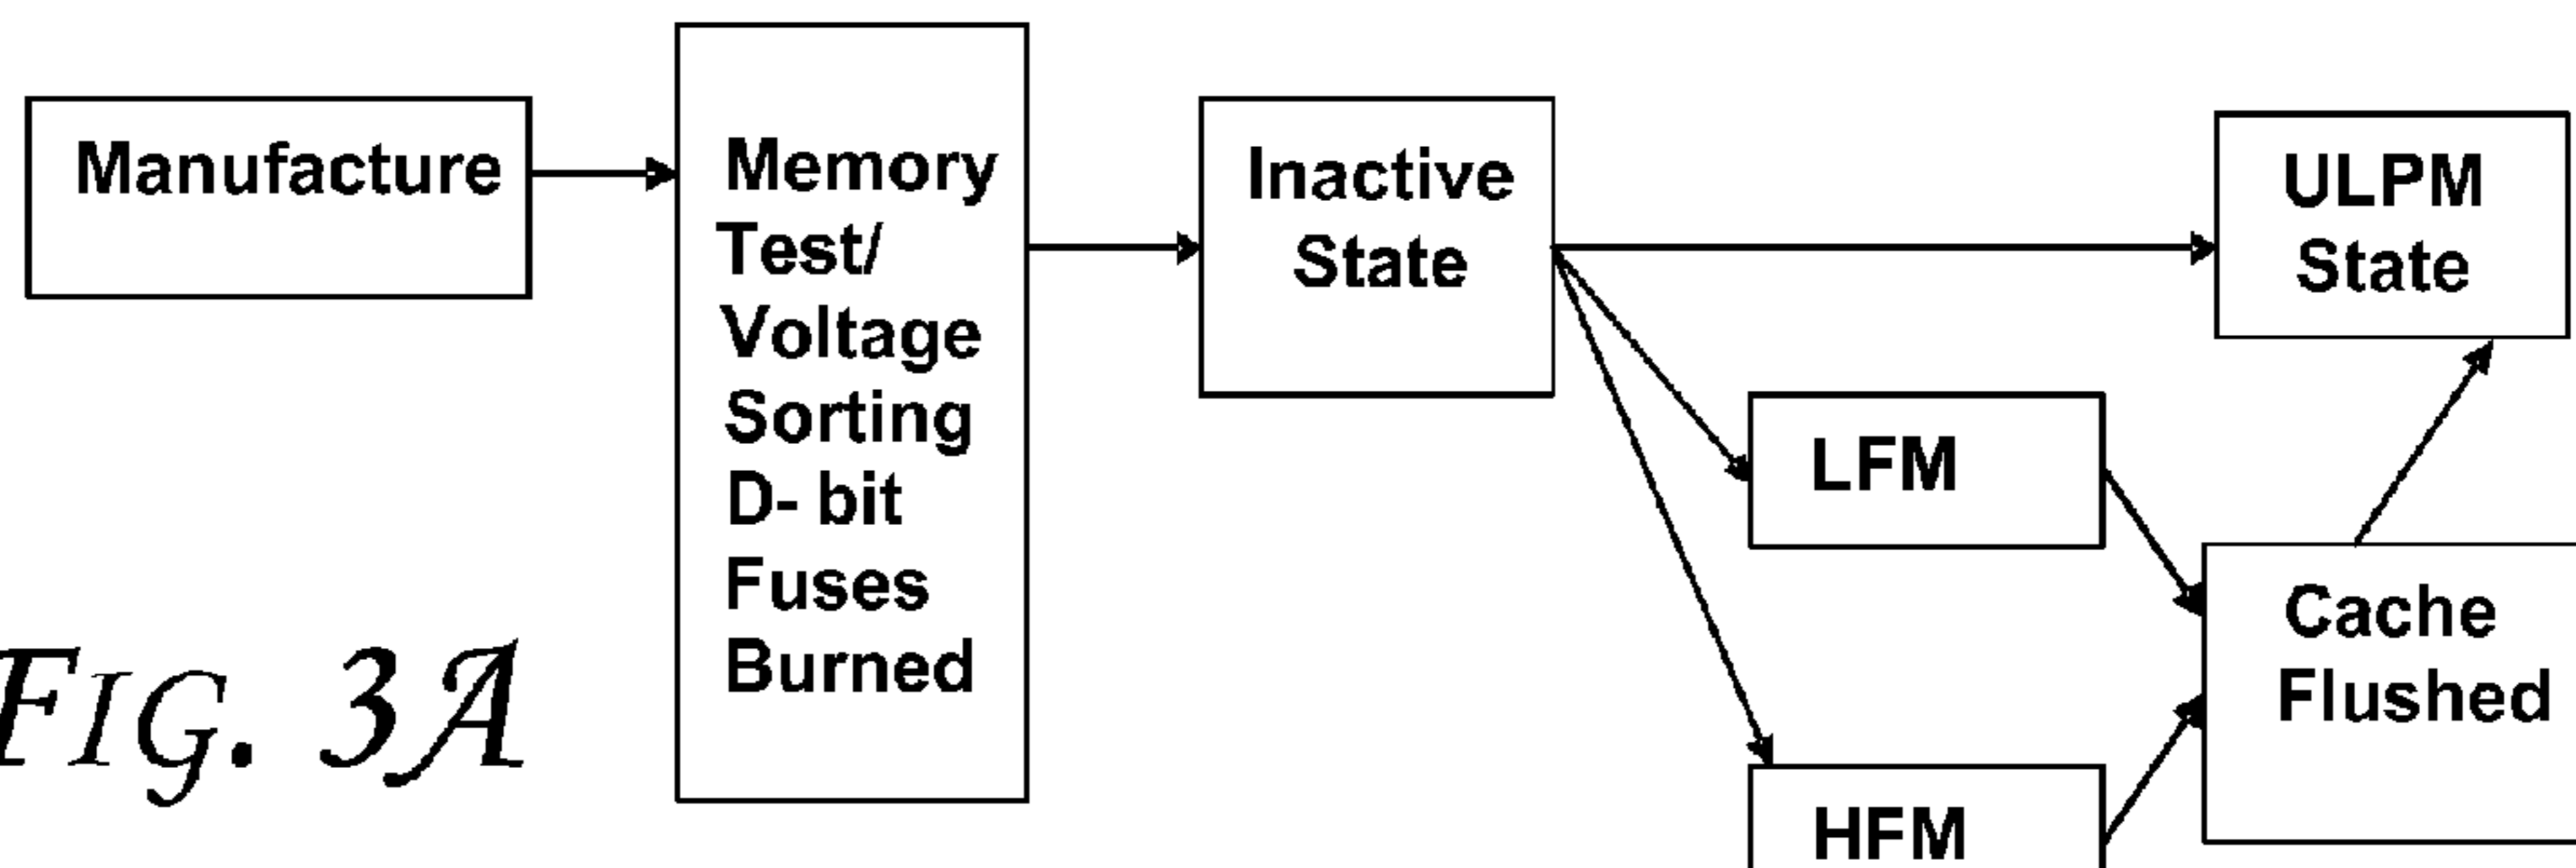 Manufacture
Memory
Test/
Voltage
Sorting
D- bit
Fuses
Burned
Inactive
State
ULPM
State
LFM
Cache
Flushed
HFM
FIG. 3A